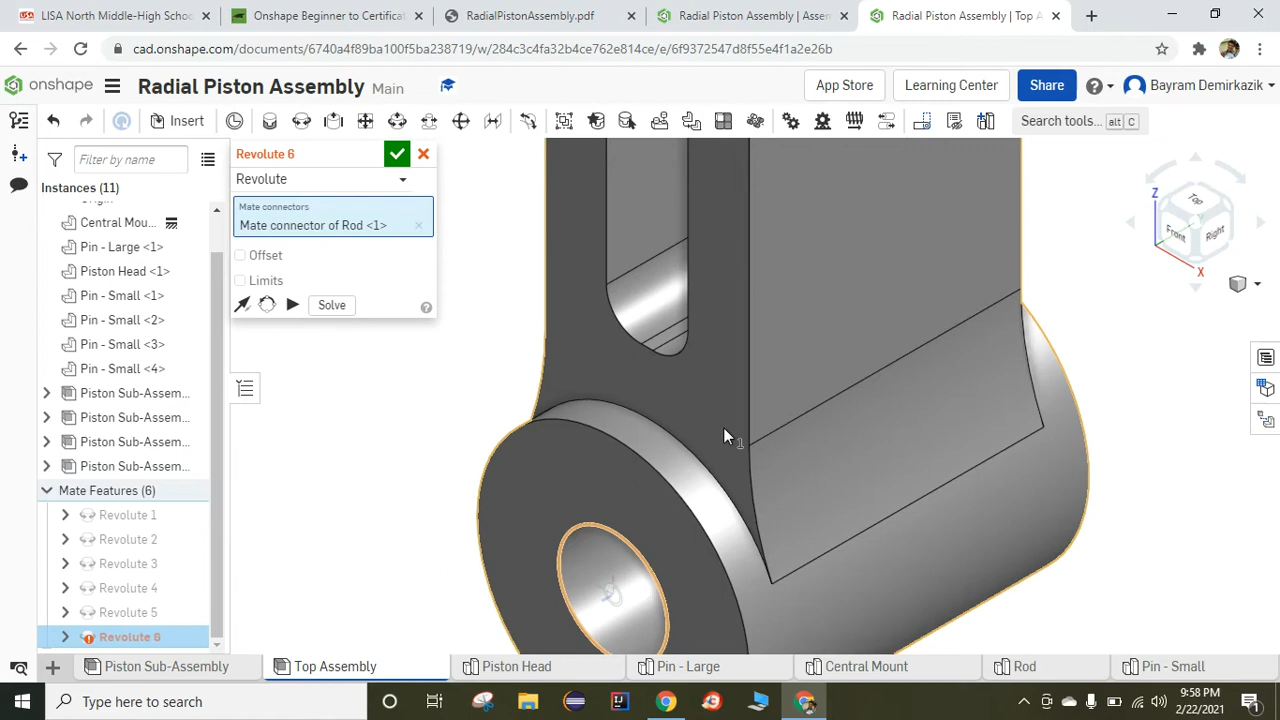 LISA North Middle-High Schoo
Onshape Beginner to Certificat
RadialPistonAssembly.pdf
Radial Piston Assembly | Assem
Radial Piston Assembly | Top A
cad.onshape.com/documents/6740a4f89ba100f5ba238719/w/284c3c4fa32b4ce762e814ce/e/6f9372547d8f55e4f1a2e26b
onshape
Radial Piston Assembly Main
App Store
Learning Center
Share
Bayram Demirkazik
Insert
Search tools... alt C
Filter by name
Instances (11)
Origin
Central Mou...
Pin - Large <1>
Piston Head <1>
Pin - Small <1>
Pin - Small <2>
Pin - Small <3>
Pin - Small <4>
Piston Sub-Assem...
Piston Sub-Assem...
Piston Sub-Assem...
Piston Sub-Assem...
Mate Features (6)
Revolute 1
Revolute 2
Revolute 3
Revolute 4
Revolute 5
Revolute 6
Revolute 6
Revolute
Mate connectors
Mate connector of Rod <1>
Offset
Limits
Solve
1
Z
Top
Front
Right
X
Piston Sub-Assembly
Top Assembly
Piston Head
Pin - Large
Central Mount
Rod
Pin - Small
Type here to search
9:58 PM
2/22/2021
1